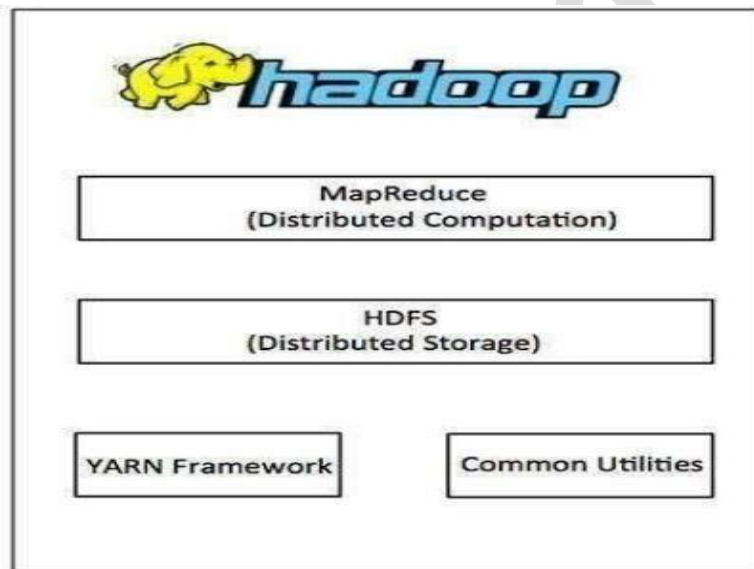 hadoop
MapReduce
(Distributed Computation)
HDFS
(Distributed Storage)
YARN Framework
Common Utilities